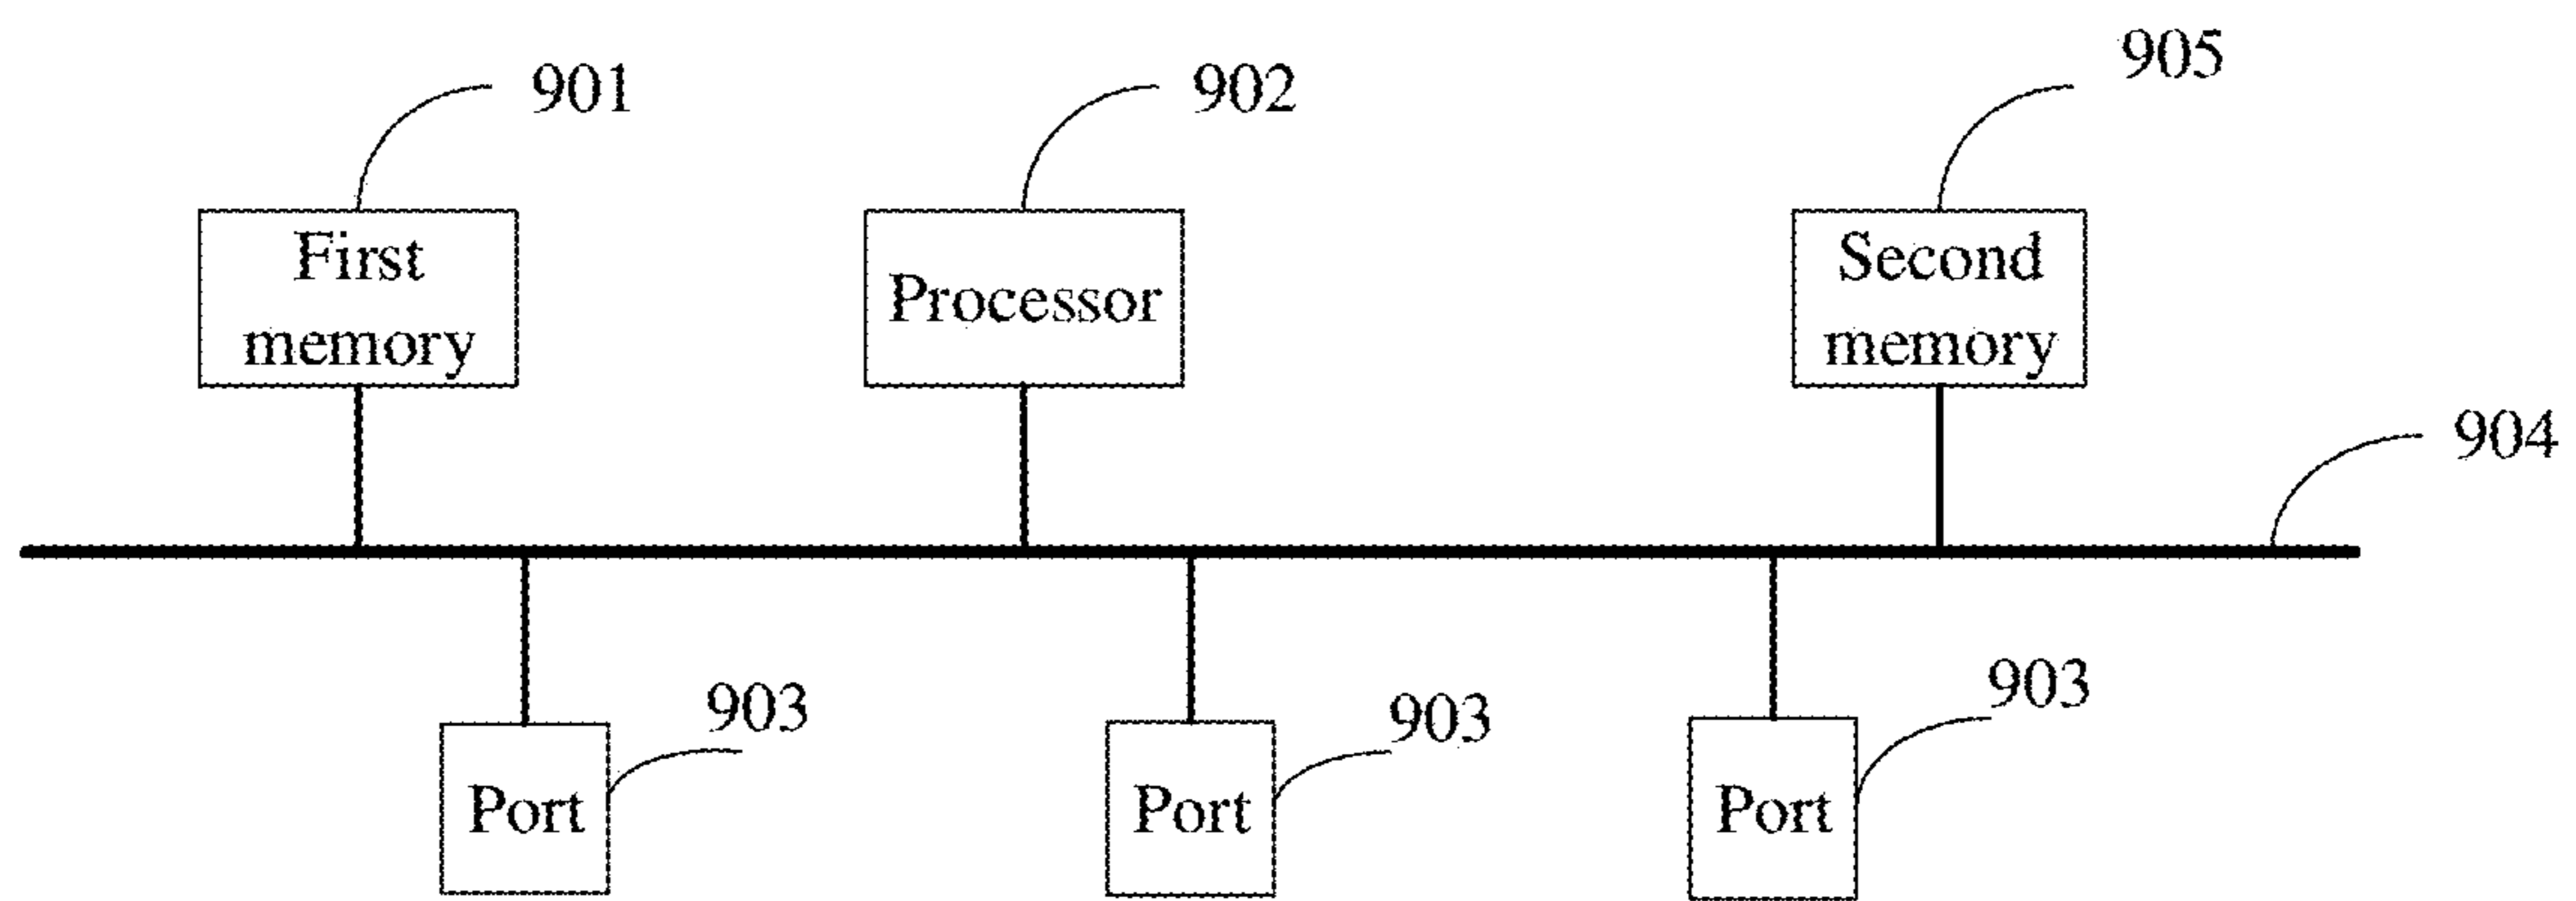 901
902
905
First
memory
Processor
Second
memory
904
903
903
903
Port
Port
Port